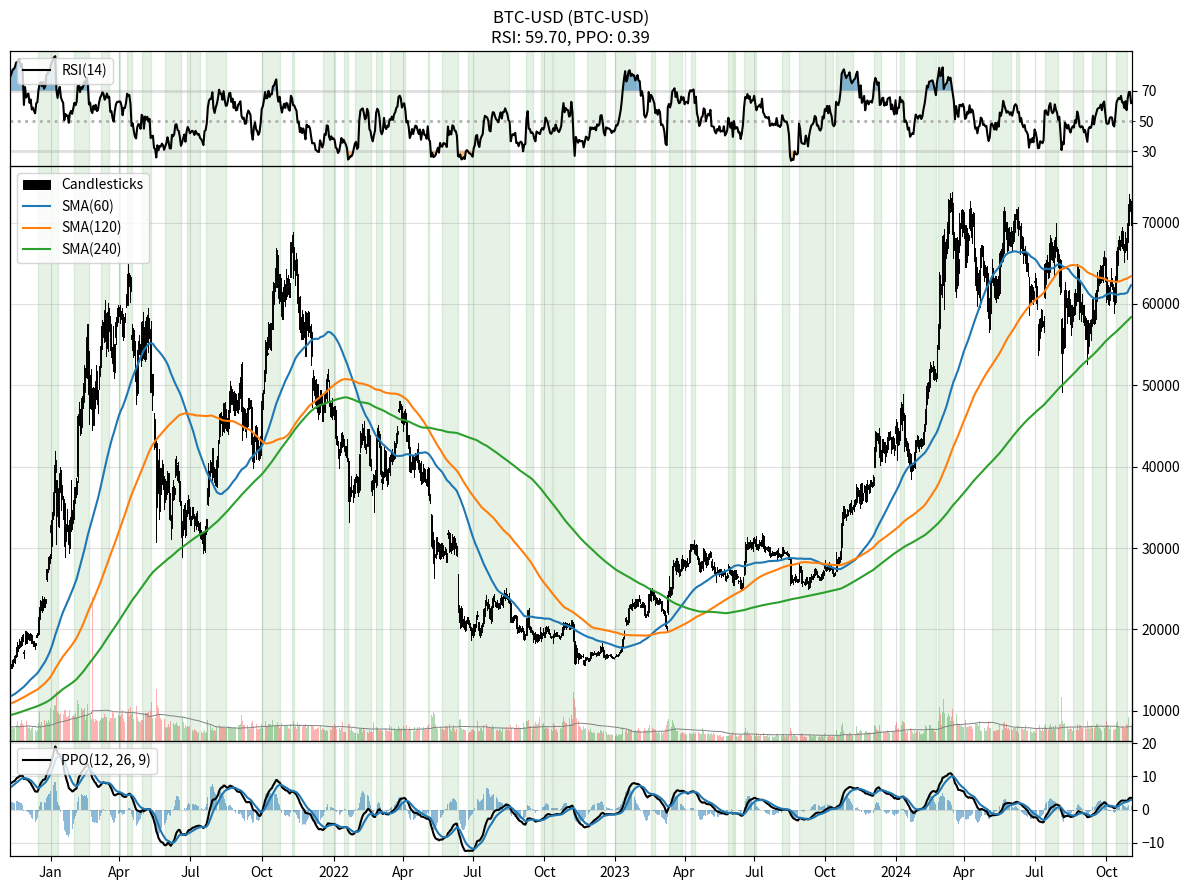 BTC-USD (BTC-USD)
RSI: 59.70, PPO: 0.39
RSI(14)
70
50
30
Candlesticks
SMA(60)
SMA(120)
SMA(240)
70000
60000
50000
40000
30000
20000
10000
PPO(12, 26, 9)
20
10
0
−10
Jan Apr Jul Oct 2022 Apr Jul Oct 2023 Apr Jul Oct 2024 Apr Jul Oct